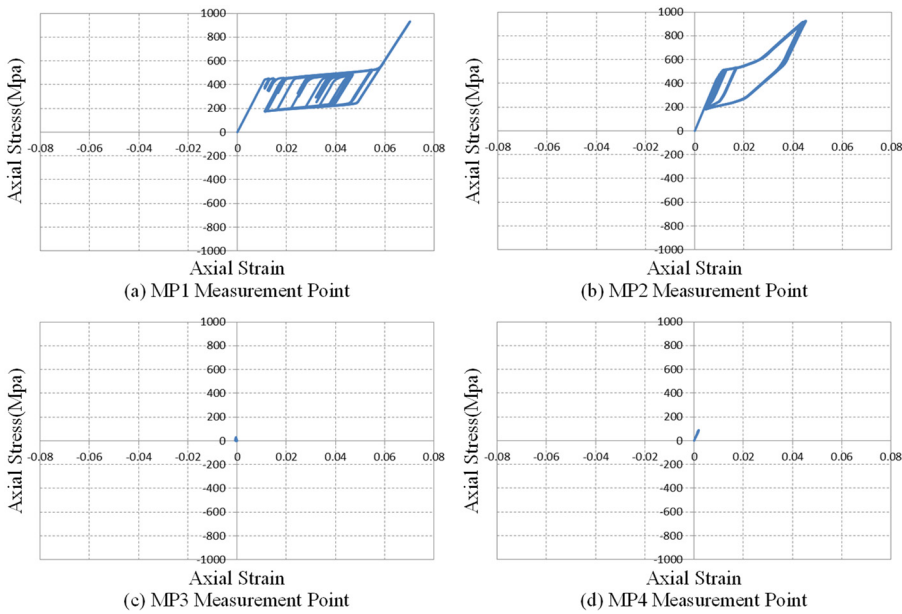 1000
800
600
400
200
0
-0.08 -0.06 -0.04 -0.02 0 0.02 0.04 0.06 0.08
-200
-400
-600
-800
-1000
Axial Stress(Mpa)
Axial Strain
(a) MP1 Measurement Point
1000
800
600
400
200
0
-0.08 -0.06 -0.04 -0.02 0 0.02 0.04 0.06 0.08
-200
-400
-600
-800
-1000
Axial Stress(Mpa)
Axial Strain
(b) MP2 Measurement Point
1000
800
600
400
200
0
-0.08 -0.06 -0.04 -0.02 0 0.02 0.04 0.06 0.08
-200
-400
-600
-800
-1000
Axial Stress(Mpa)
Axial Strain
(c) MP3 Measurement Point
1000
800
600
400
200
0
-0.08 -0.06 -0.04 -0.02 0 0.02 0.04 0.06 0.08
-200
-400
-600
-800
-1000
Axial Stress(Mpa)
Axial Strain
(d) MP4 Measurement Point